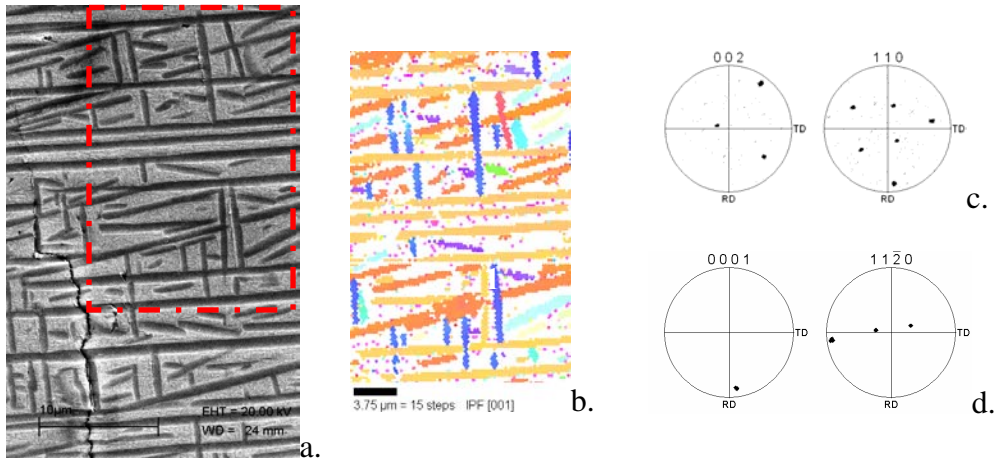 10µm
EHT = 20.00 kV
WD = 24 mm
a.
3.75 µm = 15 steps IPF [001]
b.
0 0 2
1 1 0
TD
TD
RD
RD
c.
0 0 0 1
1 1 2̅ 0
TD
TD
RD
RD
d.